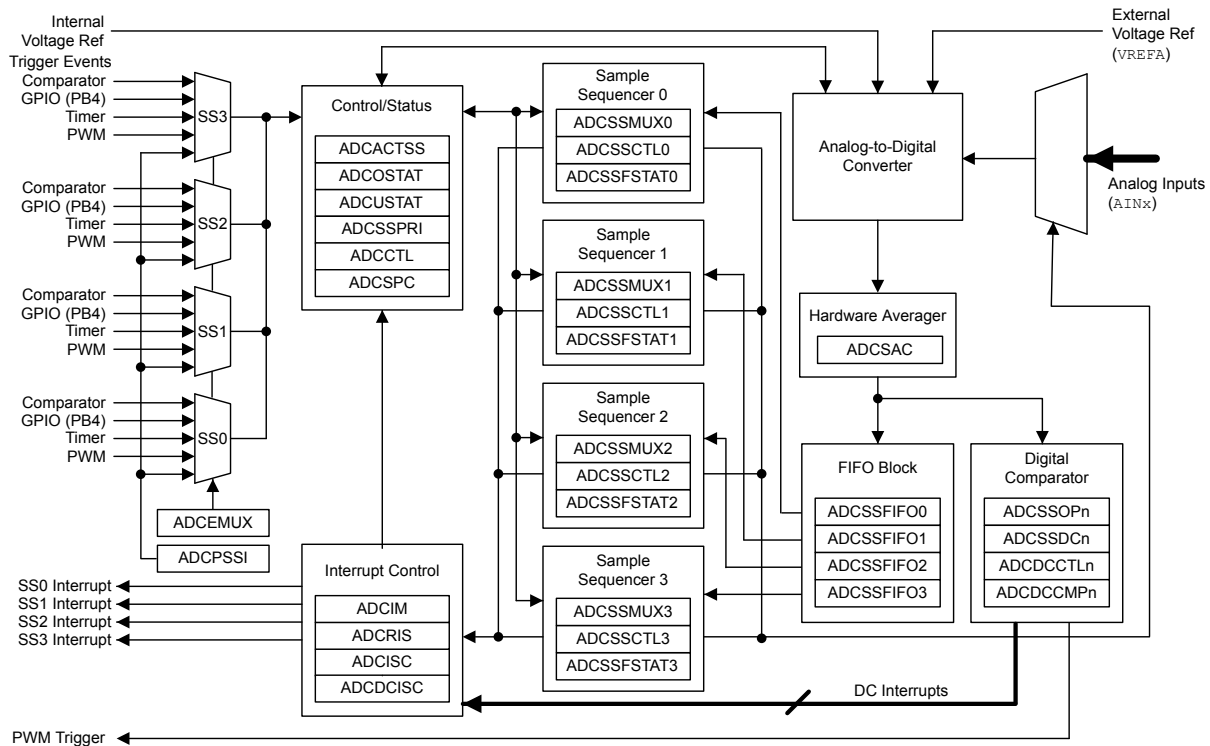 Internal
Voltage Ref
External
Voltage Ref
(VREFA)
Trigger Events
Comparator
GPIO (PB4)
Timer
PWM
SS3
Comparator
GPIO (PB4)
Timer
PWM
SS2
Comparator
GPIO (PB4)
Timer
PWM
SS1
Comparator
GPIO (PB4)
Timer
PWM
SS0
ADCEMUX
ADCPSSI
Control/Status
ADCACTSS
ADCOSTAT
ADCUSTAT
ADCSSPRI
ADCCTL
ADCSPC
Interrupt Control
ADCIM
ADCRIS
ADCISC
ADCDCISC
SS0 Interrupt
SS1 Interrupt
SS2 Interrupt
SS3 Interrupt
PWM Trigger
Sample
Sequencer 0
ADCSSMUX0
ADCSSCTL0
ADCSSFSTAT0
Sample
Sequencer 1
ADCSSMUX1
ADCSSCTL1
ADCSSFSTAT1
Sample
Sequencer 2
ADCSSMUX2
ADCSSCTL2
ADCSSFSTAT2
Sample
Sequencer 3
ADCSSMUX3
ADCSSCTL3
ADCSSFSTAT3
Analog-to-Digital
Converter
Analog Inputs
(AINx)
Hardware Averager
ADCSAC
FIFO Block
ADCSSFIFO0
ADCSSFIFO1
ADCSSFIFO2
ADCSSFIFO3
Digital
Comparator
ADCSSOPn
ADCSSDCn
ADCDCCTLn
ADCDCCMPn
DC Interrupts